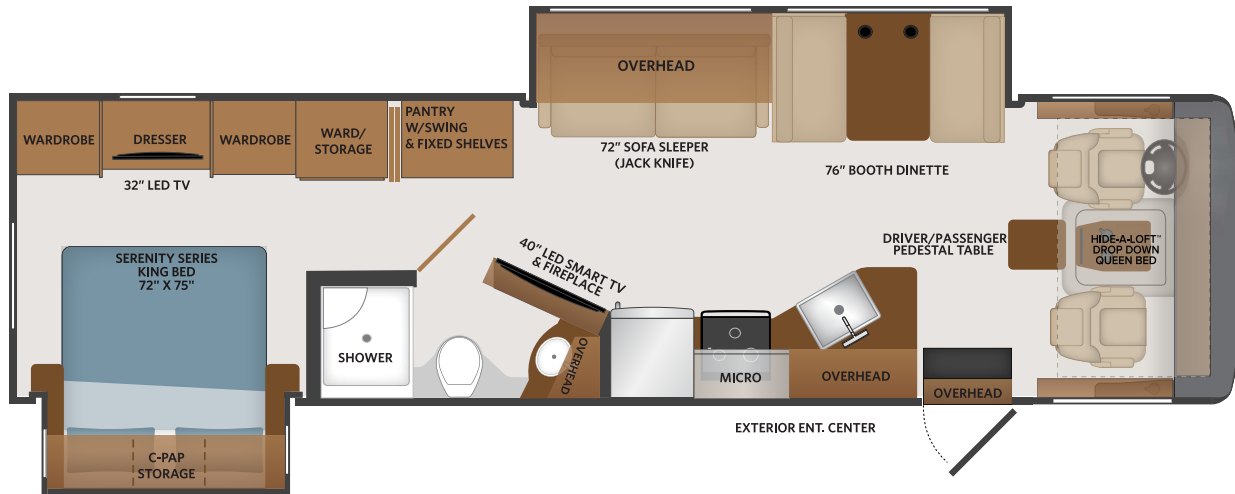 OVERHEAD
WARDROBE
DRESSER
WARDROBE
WARD/
STORAGE
PANTRY
W/SWING
& FIXED SHELVES
72" SOFA SLEEPER
(JACK KNIFE)
76" BOOTH DINETTE
32" LED TV
SERENITY SERIES
KING BED
72" X 75"
40" LED SMART TV
& FIREPLACE
DRIVER/PASSENGER
PEDESTAL TABLE
HIDE-A-LOFT™
DROP DOWN
QUEEN BED
SHOWER
OVERHEAD
MICRO
OVERHEAD
OVERHEAD
EXTERIOR ENT. CENTER
C-PAP
STORAGE